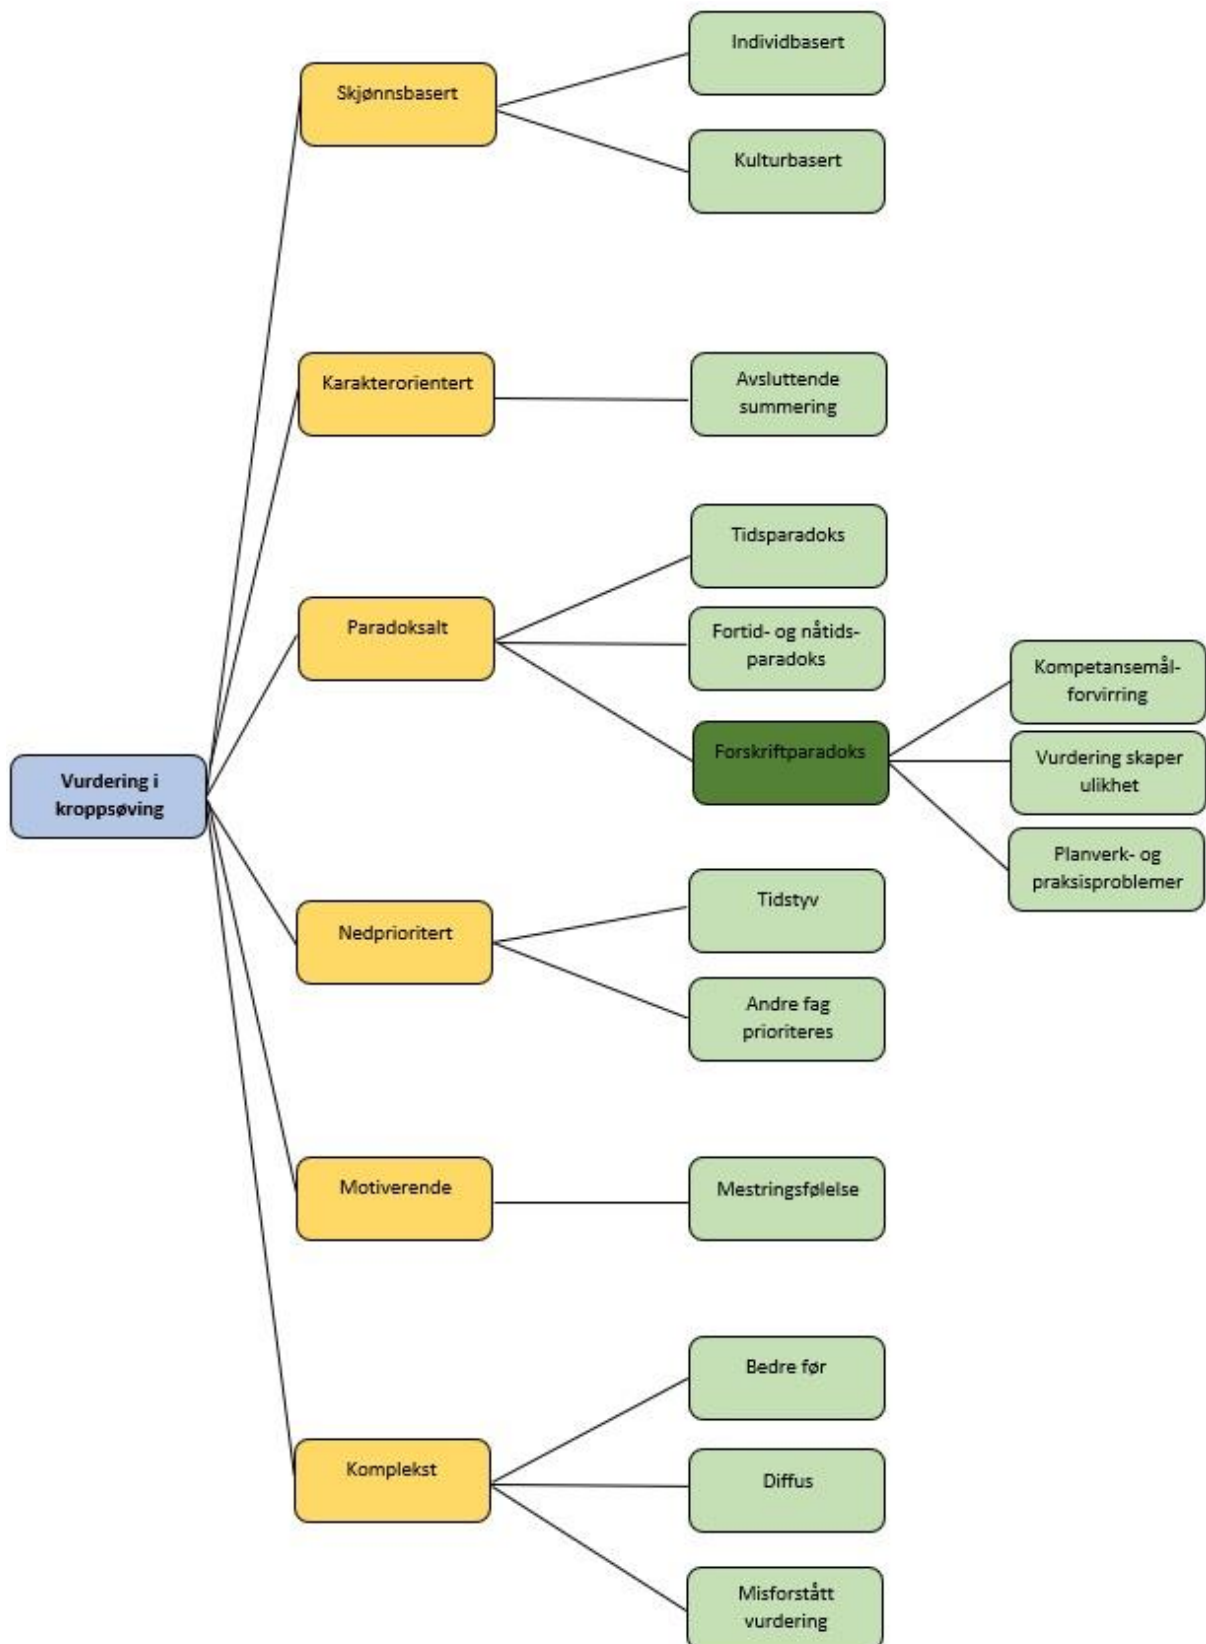 Individbasert
Skjønnsbasert
Kulturbasert
Karakterorientert
Avsluttende
summering
Tidsparadoks
Paradoksalt
Fortid- og nåtids-
paradoks
Kompetansemål-
forvirring
Forskriftparadoks
Vurdering skaper
ulikhet
Vurdering i
kroppsøving
Planverk- og
praksisproblemer
Tidstyv
Nedprioritert
Andre fag
prioriteres
Motiverende
Mestringsfølelse
Bedre før
Komplekst
Diffus
Misforstått
vurdering